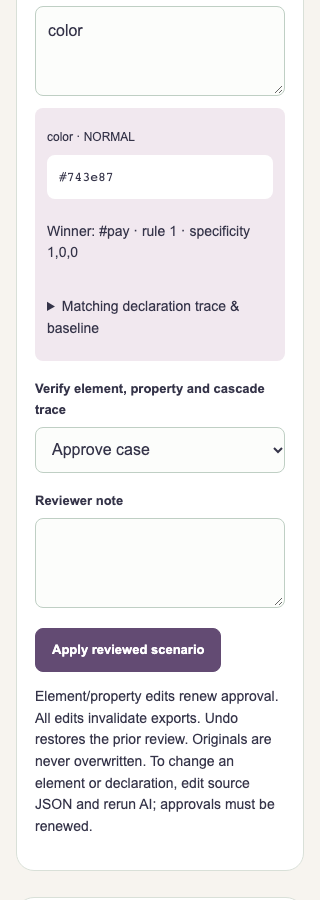 color
color · NORMAL
#743e87
Winner: #pay · rule 1 · specificity
1,0,0
▶ Matching declaration trace &
baseline
Verify element, property and cascade
trace
Approve case
Reviewer note
Apply reviewed scenario
Element/property edits renew approval.
All edits invalidate exports. Undo
restores the prior review. Originals are
never overwritten. To change an
element or declaration, edit source
JSON and rerun AI; approvals must be
renewed.